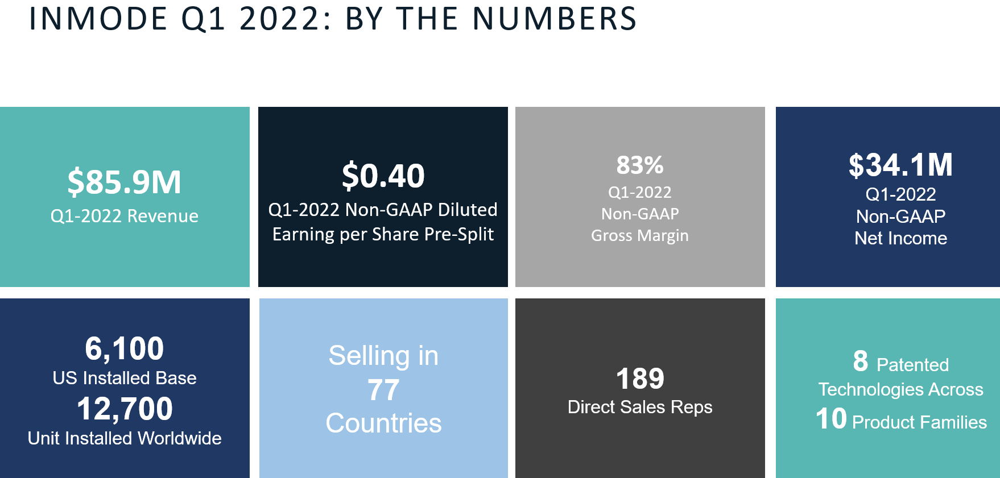 INMODE Q1 2022: BY THE NUMBERS
$85.9M
Q1-2022 Revenue
$0.40
Q1-2022 Non-GAAP Diluted
Earning per Share Pre-Split
83%
Q1-2022
Non-GAAP
Gross Margin
$34.1M
Q1-2022
Non-GAAP
Net Income
6,100
US Installed Base
12,700
Unit Installed Worldwide
Selling in
77
Countries
189
Direct Sales Reps
8 Patented
Technologies Across
10 Product Families